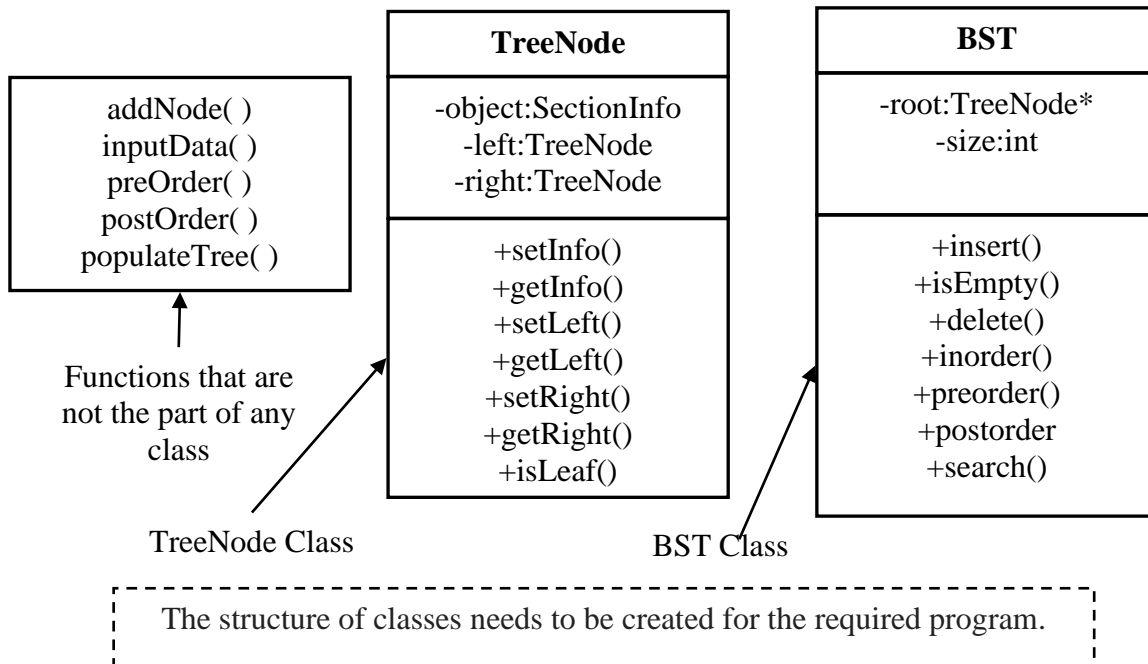 addNode( )
inputData( )
preOrder( )
postOrder( )
populateTree( )
Functions that are
not the part of any
class
TreeNode
-object:SectionInfo
-left:TreeNode
-right:TreeNode
+setInfo()
+getInfo()
+setLeft()
+getLeft()
+setRight()
+getRight()
+isLeaf()
TreeNode Class
BST
-root:TreeNode*
-size:int
+insert()
+isEmpty()
+delete()
+inorder()
+preorder()
+postorder
+search()
BST Class
The structure of classes needs to be created for the required program.